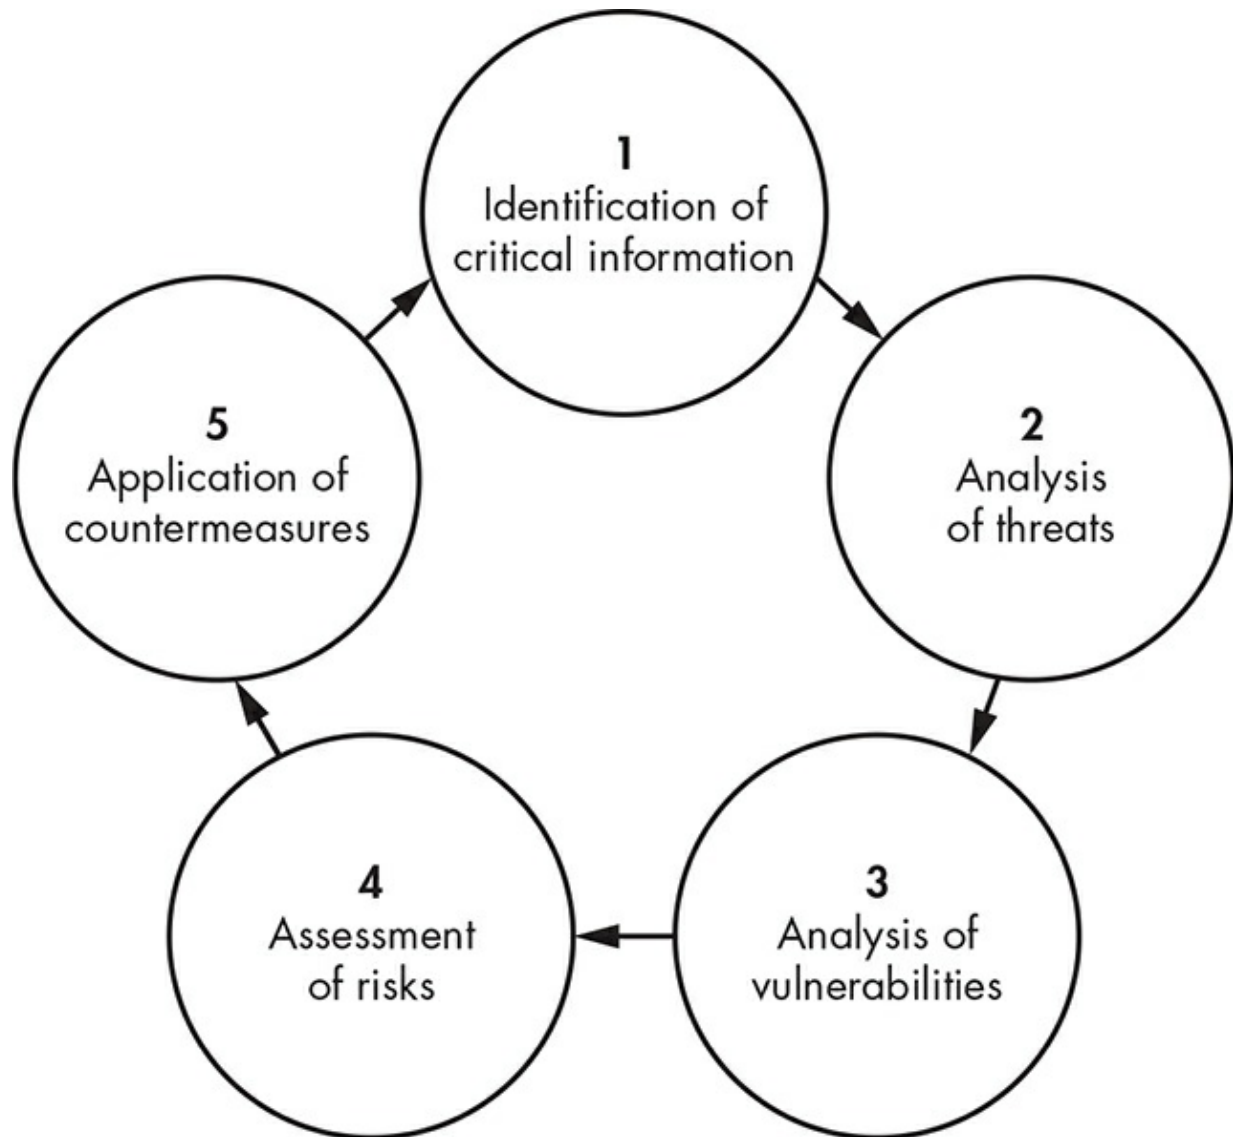 1
Identification of
critical information
2
Analysis
of threats
3
Analysis of
vulnerabilities
4
Assessment
of risks
5
Application of
countermeasures